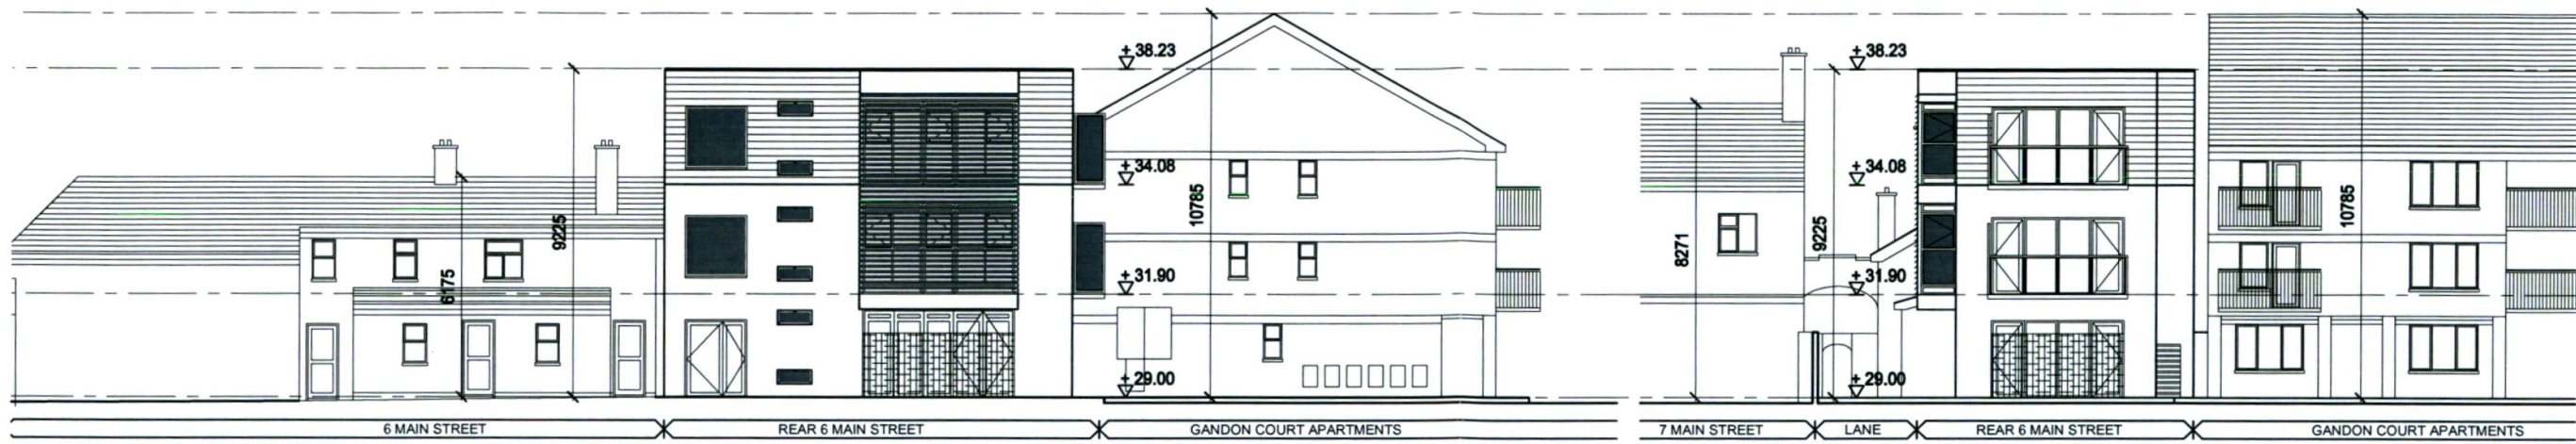 + 38.23
+ 38.23
+ 34.08
+ 34.08
10785
10785
9225
9225
8271
6175
+ 31.90
+ 31.90
+ 29.00
+ 29.00
6 MAIN STREET
REAR 6 MAIN STREET
GANDON COURT APARTMENTS
7 MAIN STREET
LANE
REAR 6 MAIN STREET
GANDON COURT APARTMENTS